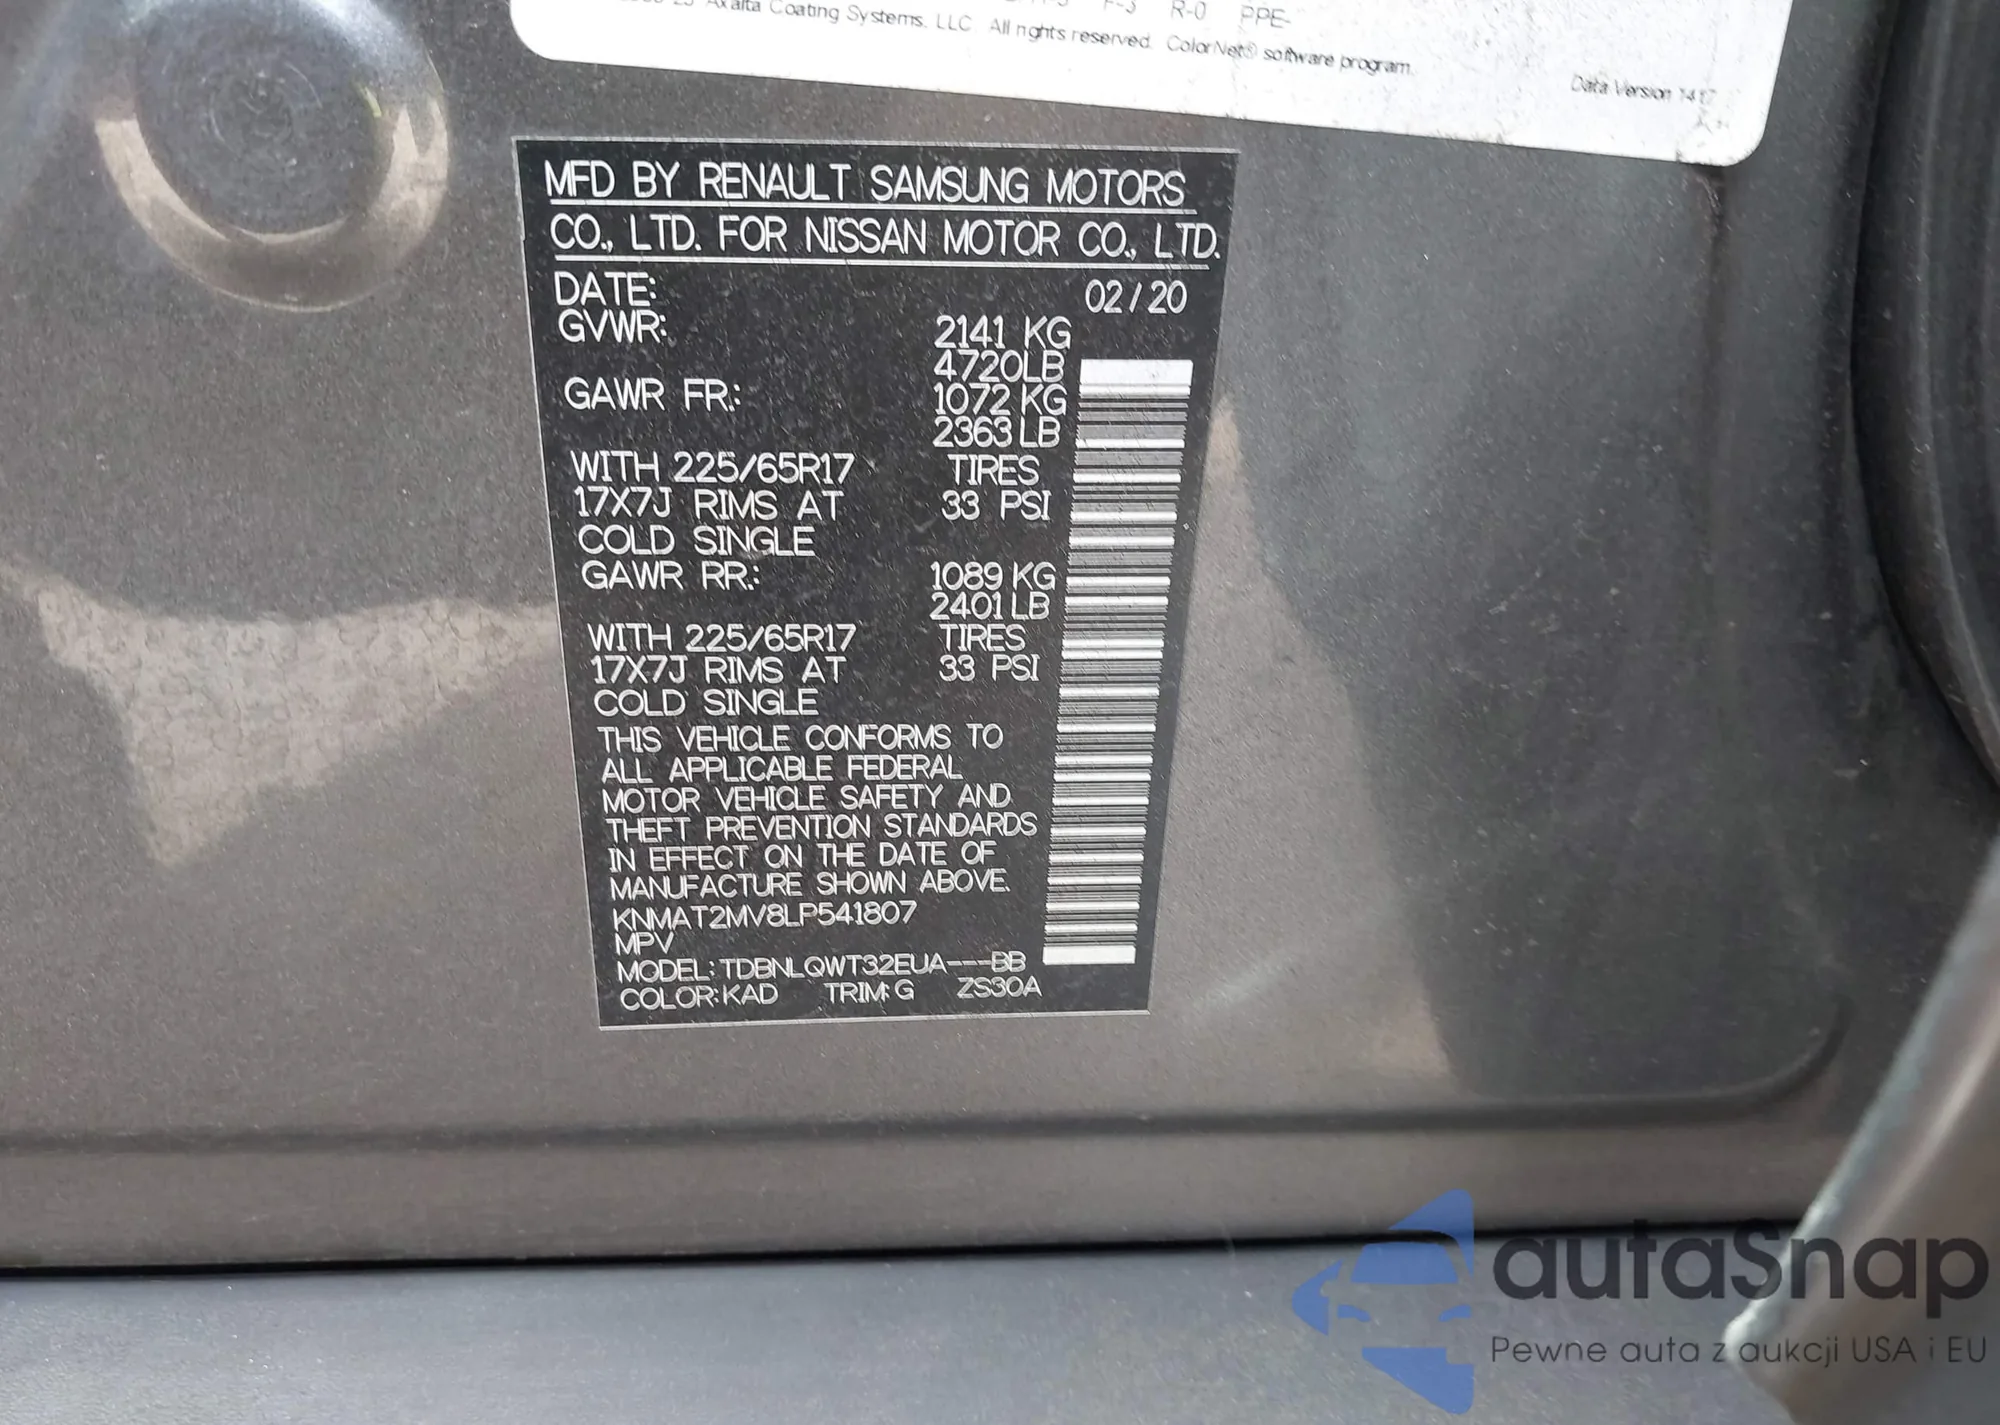 R-0 PPE-
Axalta Coating Systems, LLC All rights reserved. ColorNet® software program.
Data Version
MFD BY RENAULT SAMSUNG MOTORS
CO., LTD. FOR NISSAN MOTOR CO., LTD.
DATE: 02/20
GVWR: 2141 KG
4720LB
GAWR FR.: 1072 KG
2363 LB
WITH 225/65R17 TIRES
17X7J RIMS AT 33 PSI
COLD SINGLE
GAWR RR.: 1089 KG
2401 LB
WITH 225/65R17 TIRES
17X7J RIMS AT 33 PSI
COLD SINGLE
THIS VEHICLE CONFORMS TO
ALL APPLICABLE FEDERAL
MOTOR VEHICLE SAFETY AND
THEFT PREVENTION STANDARDS
IN EFFECT ON THE DATE OF
MANUFACTURE SHOWN ABOVE.
KNMAT2MV8LP541807
MPV
MODEL: TDBNLQWT32EUA---BB
COLOR: KAD TRIM: G ZS30A
autaSnap
Pewne auta z aukcji USA i EU